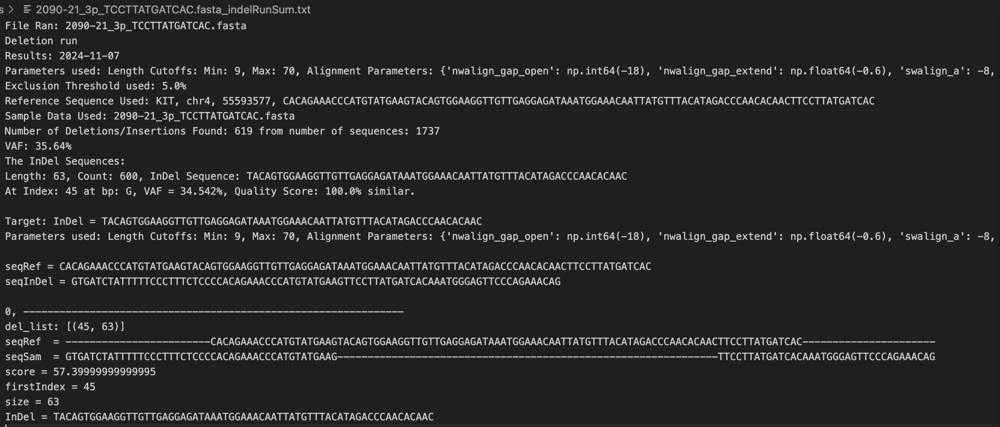 s > 2090-21_3p_TCCTTATGATCAC.fasta_indelRunSum.txt
File Ran: 2090-21_3p_TCCTTATGATCAC.fasta
Deletion run
Results: 2024-11-07
Parameters used: Length Cutoffs: Min: 9, Max: 70, Alignment Parameters: {'nwalign_gap_open': np.int64(-18), 'nwalign_gap_extend': np.float64(-0.6), 'swalign_a': -8,
Exclusion Threshold used: 5.0%
Reference Sequence Used: KIT, chr4, 55593577, CACAGAAACCCATGTATGAAGTACAGTGGAAGGTTGTTGAGGAGATAAATGGAAACAATTATGTTTACATAGACCCAACACAACTTCCTTATGATCAC
Sample Data Used: 2090-21_3p_TCCTTATGATCAC.fasta
Number of Deletions/Insertions Found: 619 from number of sequences: 1737
VAF: 35.64%
The InDel Sequences:
Length: 63, Count: 600, InDel Sequence: TACAGTGGAAGGTTGTTGAGGAGATAAATGGAAACAATTATGTTTACATAGACCCAACACAAC
At Index: 45 at bp: G, VAF = 34.542%, Quality Score: 100.0% similar.
Target: InDel = TACAGTGGAAGGTTGTTGAGGAGATAAATGGAAACAATTATGTTTACATAGACCCAACACAAC
Parameters used: Length Cutoffs: Min: 9, Max: 70, Alignment Parameters: {'nwalign_gap_open': np.int64(-18), 'nwalign_gap_extend': np.float64(-0.6), 'swalign_a': -8,
seqRef = CACAGAAACCCATGTATGAAGTACAGTGGAAGGTTGTTGAGGAGATAAATGGAAACAATTATGTTTACATAGACCCAACACAACTTCCTTATGATCAC
seqInDel = GTGATCTATTTTTCCCTTTCTCCCCACAGAAACCCATGTATGAAGTTCCTTATGATCACAAATGGGAGTTCCCAGAAACAG
0, ---------------------------------------------------------------
del_list: [(45, 63)]
seqRef  = ------------------------CACAGAAACCCATGTATGAAGTACAGTGGAAGGTTGTTGAGGAGATAAATGGAAACAATTATGTTTACATAGACCCAACACAACTTCCTTATGATCAC----------------------
seqSam  = GTGATCTATTTTTCCCTTTCTCCCCACAGAAACCCATGTATGAAG---------------------------------------------------------------TTCCTTATGATCACAAATGGGAGTTCCCAGAAACAG
score = 57.39999999999995
firstIndex = 45
size = 63
InDel = TACAGTGGAAGGTTGTTGAGGAGATAAATGGAAACAATTATGTTTACATAGACCCAACACAAC